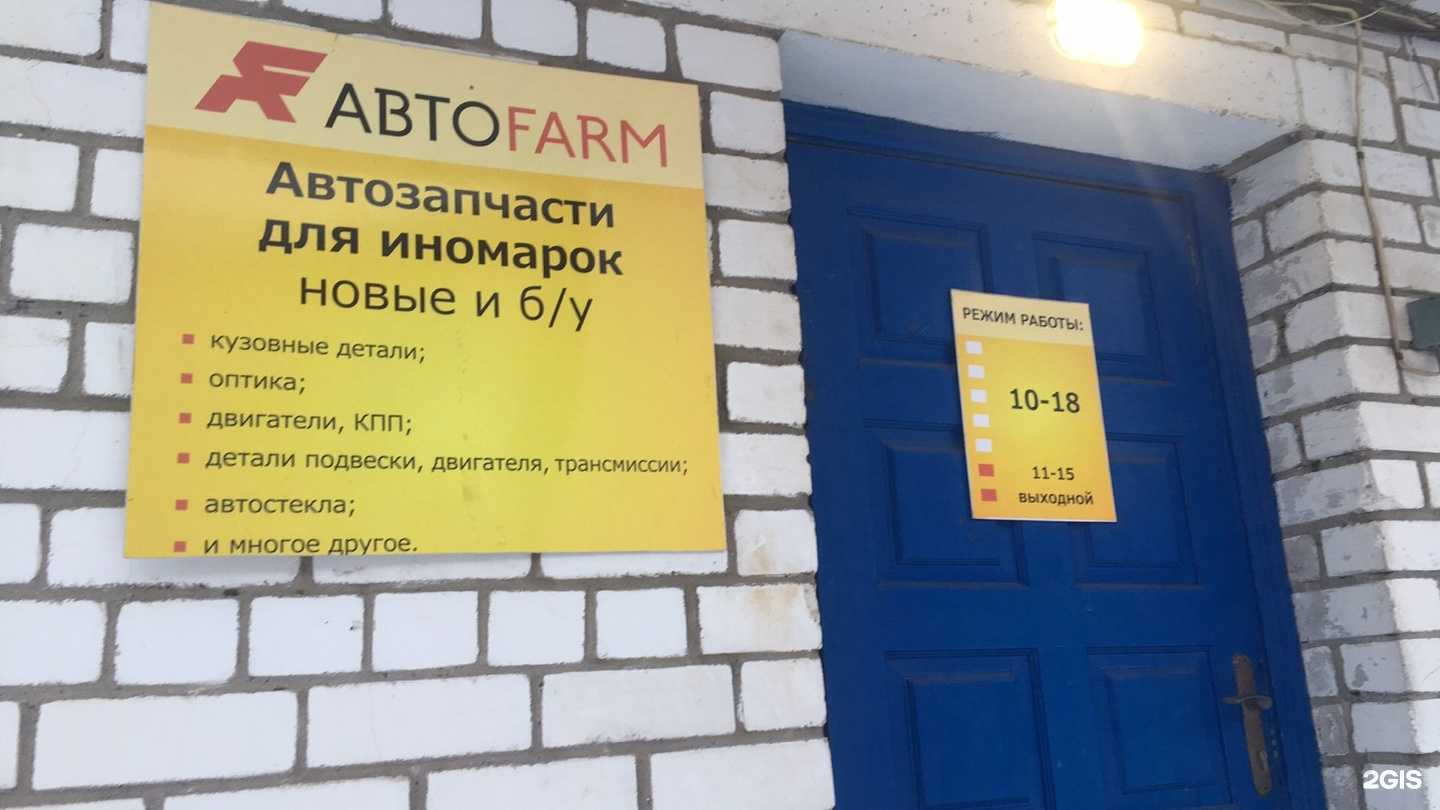 АВТОFARM
Автозапчасти
для иномарок
новые и б/у
кузовные детали;
оптика;
двигатели, КПП;
детали подвески, двигателя, трансмиссии;
автостекла;
и многое другое.
РЕЖИМ РАБОТЫ:
10-18
11-15
выходной
2GIS